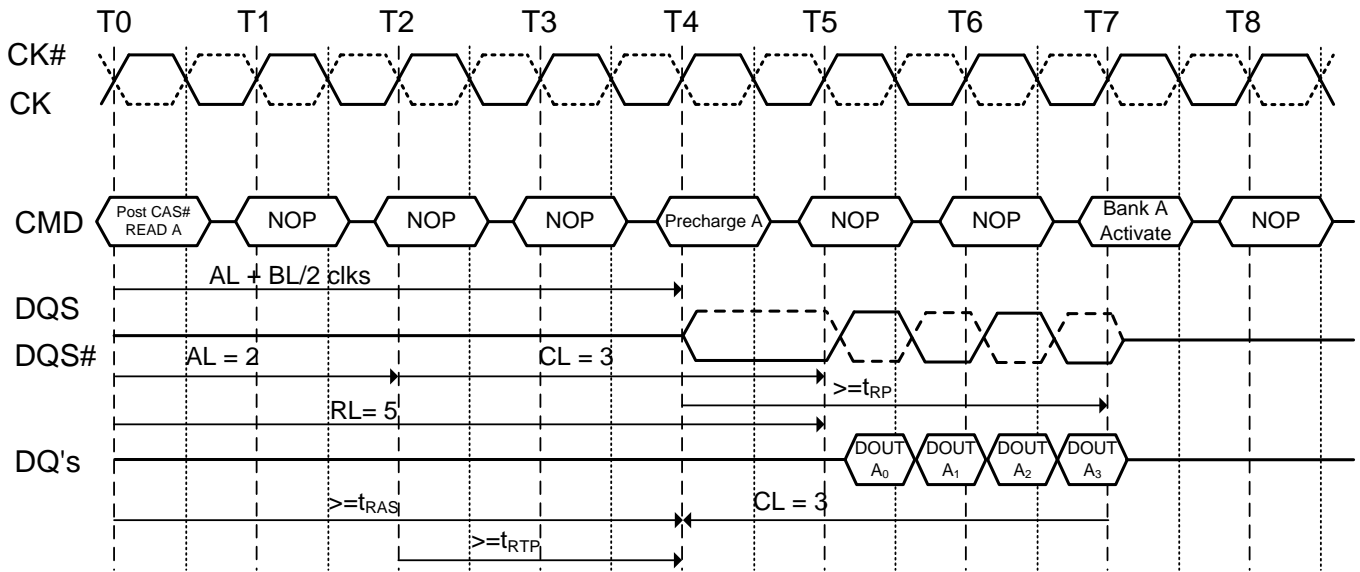 T0 T1 T2 T3 T4 T5 T6 T7 T8
CK#
CK
CMD Post CAS# READ A NOP NOP NOP Precharge A NOP NOP Bank A Activate NOP
AL + BL/2 clks
DQS
DQS# AL = 2 CL = 3
>=tRP
RL= 5
DQ's DOUT A0 DOUT A1 DOUT A2 DOUT A3
>=tRAS CL = 3
>=tRTP